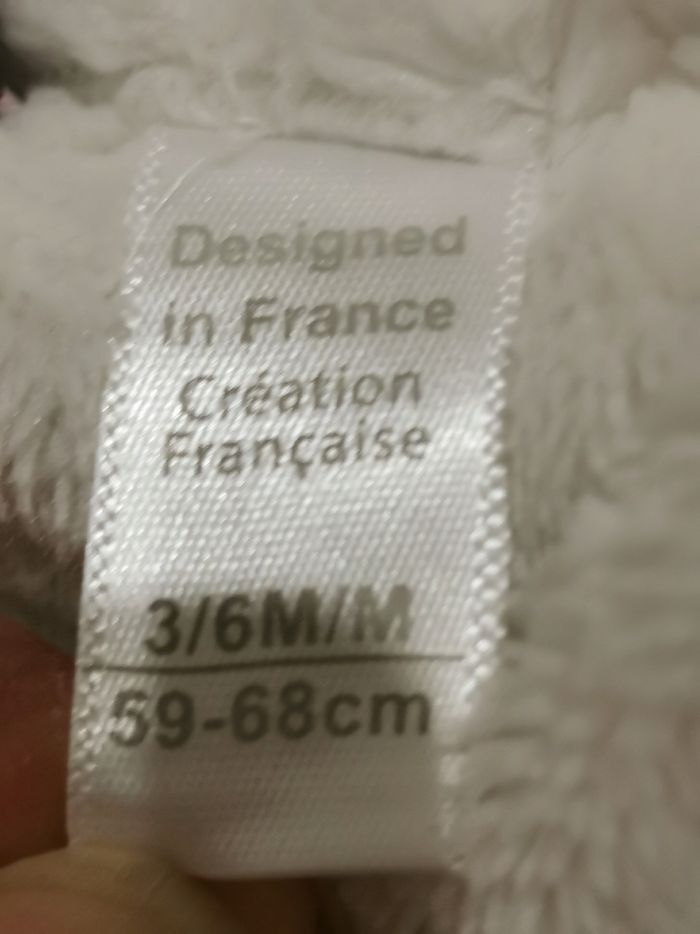 Designed
in France
Création
Française
3/6M/M
59-68cm